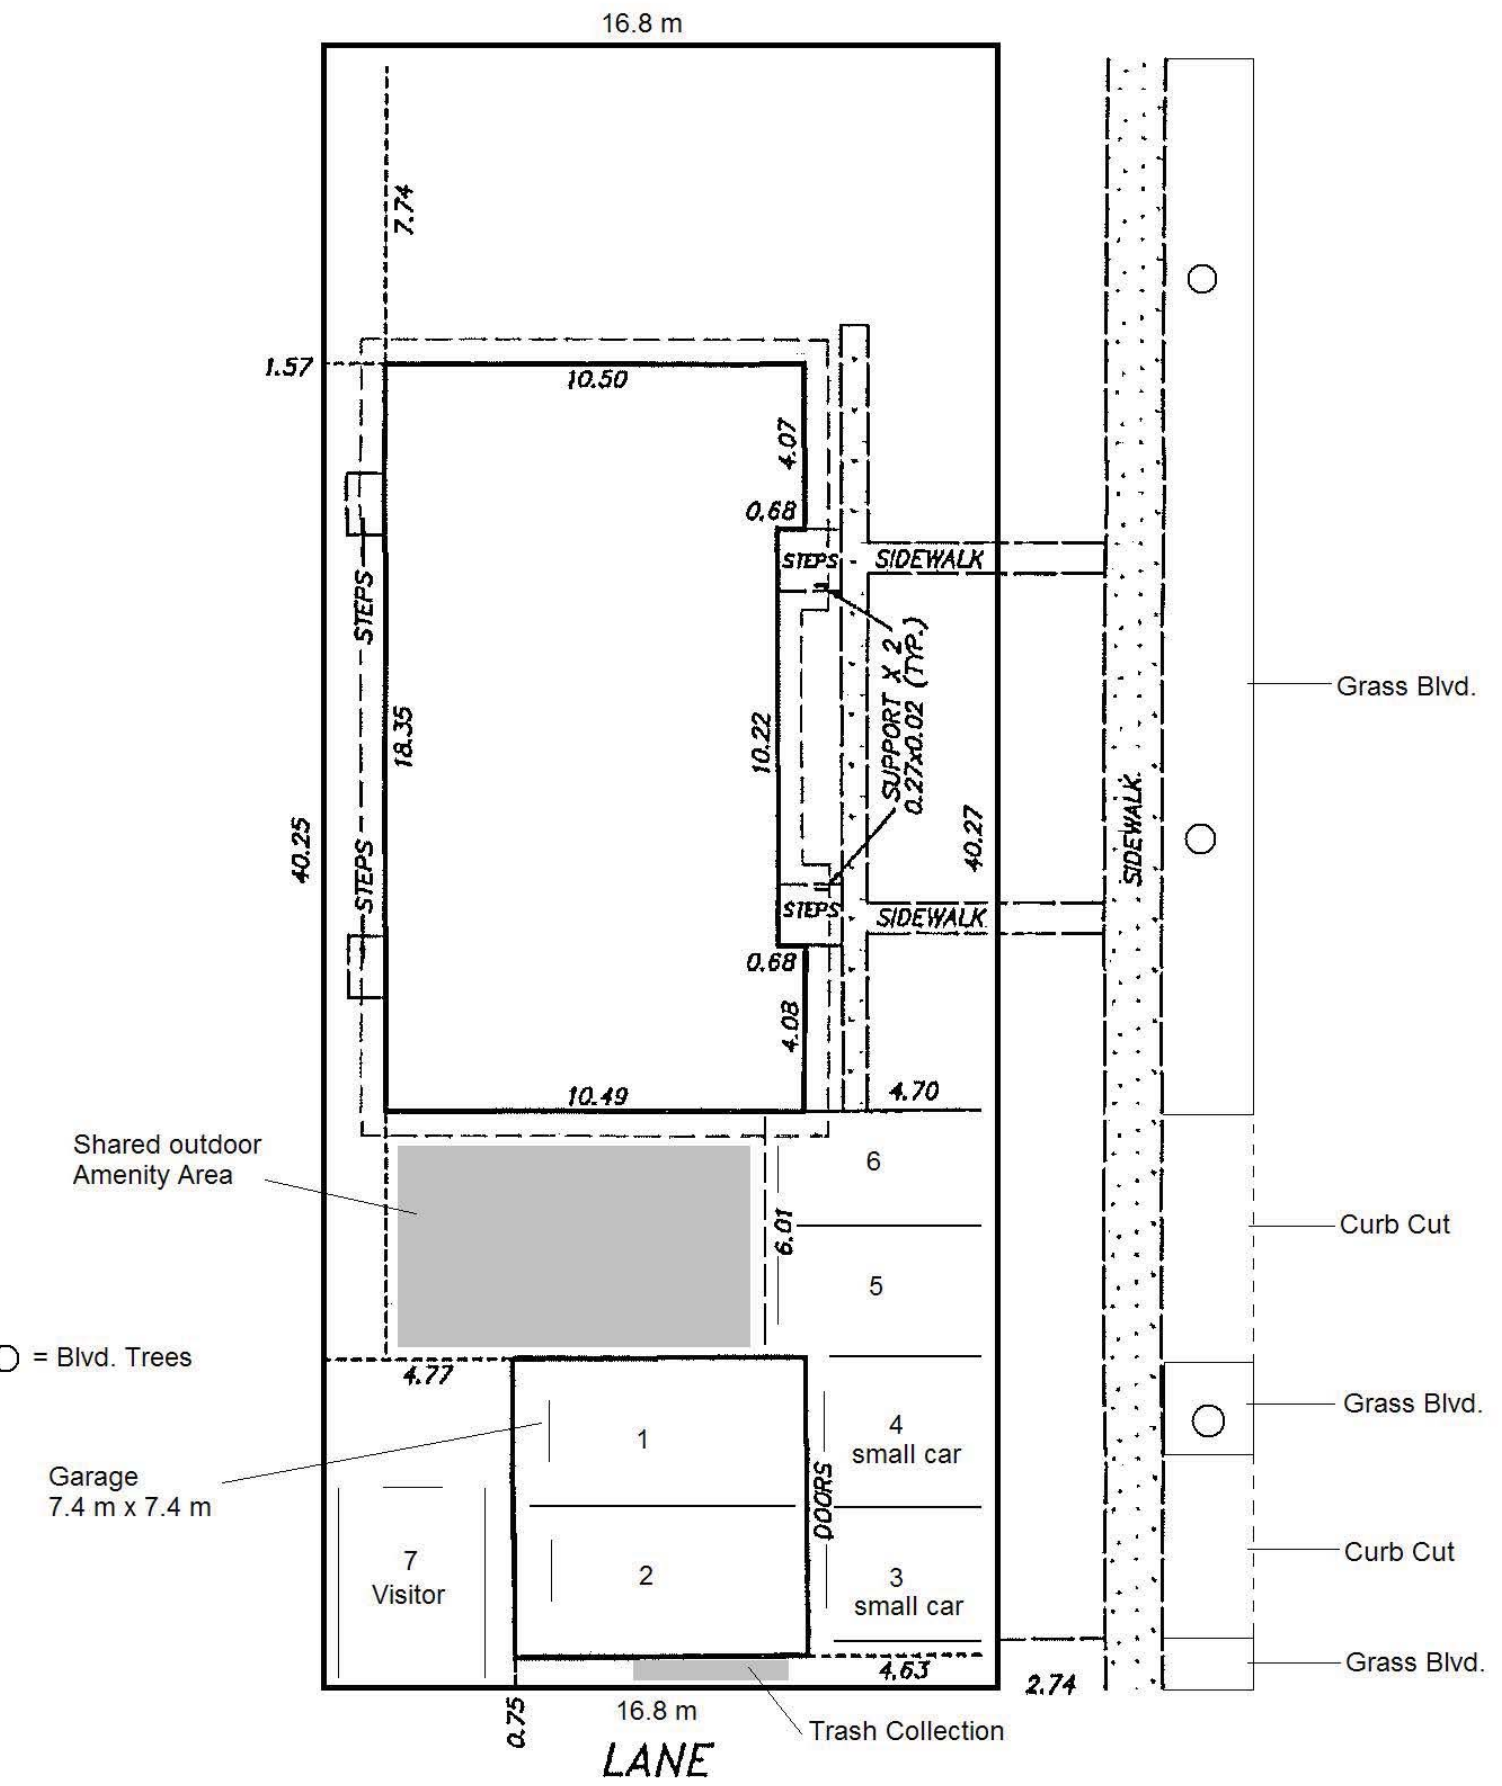 16.8 m
7.74
1.57
10.50
4.07
0.68
STEPS
SIDEWALK
STEPS
SUPPORT X 2
0.27x0.02 (TYP.)
Grass Blvd.
18.35
10.22
40.25
40.27
SIDEWALK
STEPS
STEPS
SIDEWALK
0.68
4.08
10.49
4.70
Shared outdoor
Amenity Area
6
6.01
Curb Cut
5
= Blvd. Trees
4.77
Grass Blvd.
1
4
small car
Garage
7.4 m x 7.4 m
DOORS
Curb Cut
7
Visitor
2
3
small car
4.63
2.74
Grass Blvd.
0.75
16.8 m
Trash Collection
LANE